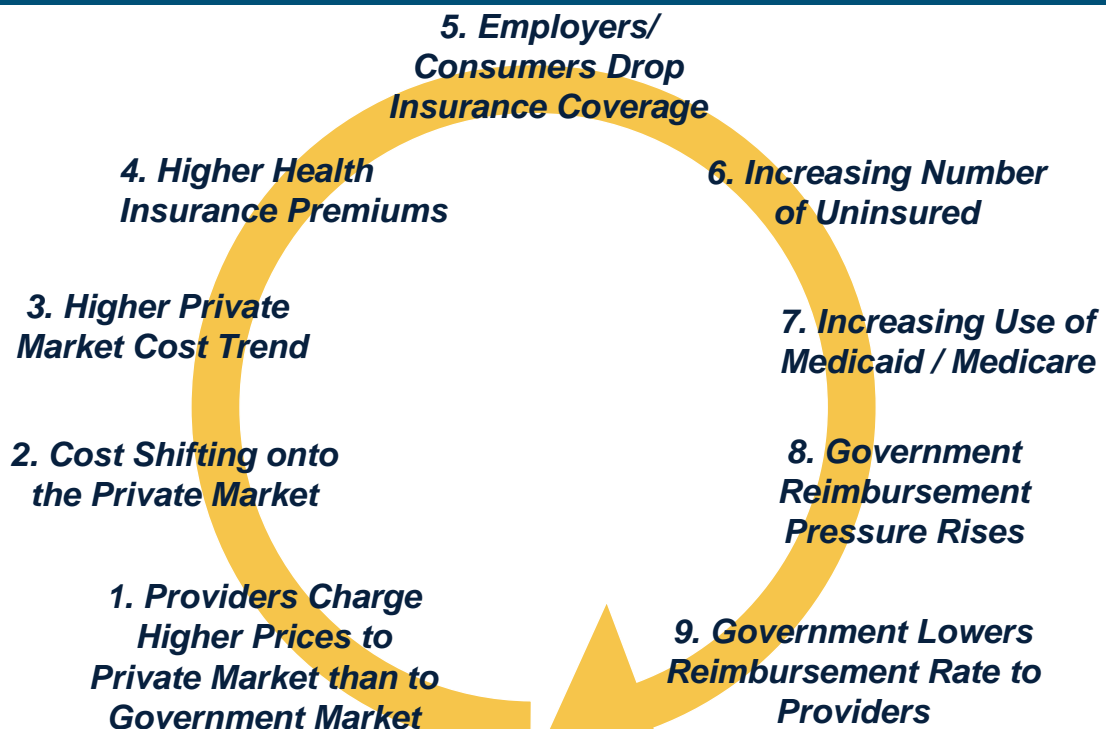 5. Employers/
Consumers Drop
Insurance Coverage
4. Higher Health
Insurance Premiums
6. Increasing Number
of Uninsured
3. Higher Private
Market Cost Trend
7. Increasing Use of
Medicaid / Medicare
2. Cost Shifting onto
the Private Market
8. Government
Reimbursement
Pressure Rises
1. Providers Charge
Higher Prices to
Private Market than to
Government Market
9. Government Lowers
Reimbursement Rate to
Providers